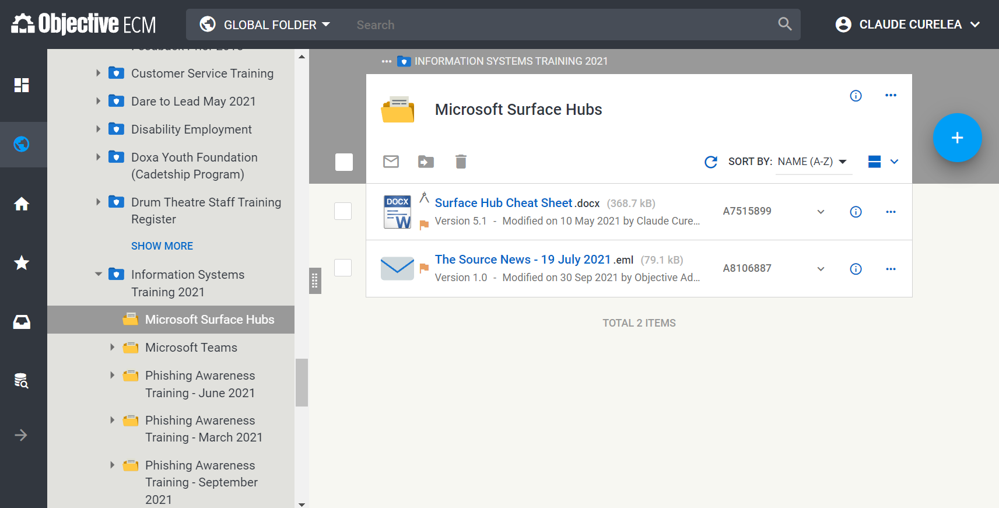 Objective ECM
GLOBAL FOLDER
Search
CLAUDE CURELEA
Customer Service Training
Dare to Lead May 2021
Disability Employment
Doxa Youth Foundation
(Cadetship Program)
Drum Theatre Staff Training
Register
SHOW MORE
Information Systems
Training 2021
Microsoft Surface Hubs
Microsoft Teams
Phishing Awareness
Training - June 2021
Phishing Awareness
Training - March 2021
Phishing Awareness
Training - September
2021
INFORMATION SYSTEMS TRAINING 2021
Microsoft Surface Hubs
SORT BY: NAME (A-Z)
DOCX
W
Surface Hub Cheat Sheet.docx (368.7 kB)
Version 5.1 - Modified on 10 May 2021 by Claude Cure...
A7515899
The Source News - 19 July 2021.eml (79.1 kB)
Version 1.0 - Modified on 30 Sep 2021 by Objective Ad...
A8106887
TOTAL 2 ITEMS